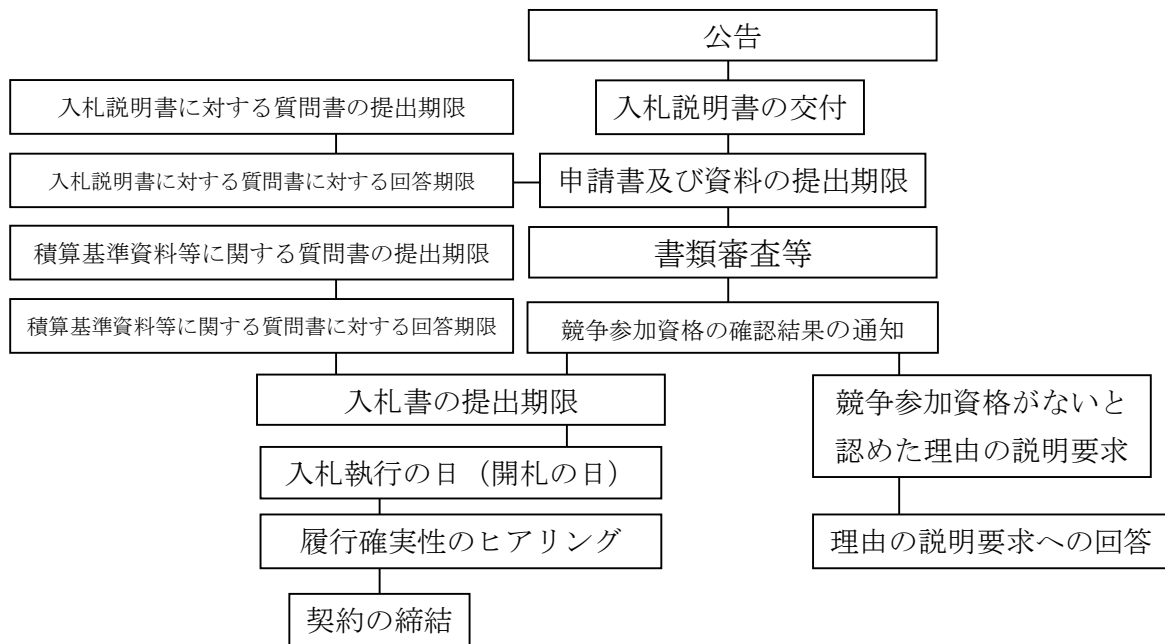 公告
入札説明書に対する質問書の提出期限
入札説明書の交付
入札説明書に対する質問書に対する回答期限
申請書及び資料の提出期限
積算基準資料等に関する質問書の提出期限
書類審査等
積算基準資料等に関する質問書に対する回答期限
競争参加資格の確認結果の通知
入札書の提出期限
競争参加資格がないと
認めた理由の説明要求
入札執行の日（開札の日）
履行確実性のヒアリング
理由の説明要求への回答
契約の締結